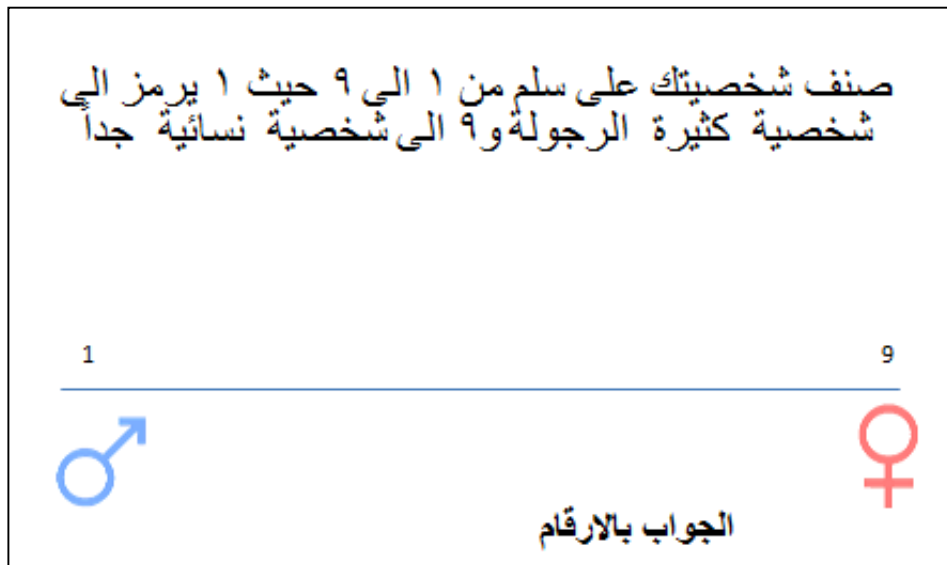 صنف شخصيتك على سلم من ١ الى ٩ حيث ١ يرمز الى
شخصية كثيرة الرجولة و٩ الى شخصية نسائية جداً
1 9
الجواب بالارقام